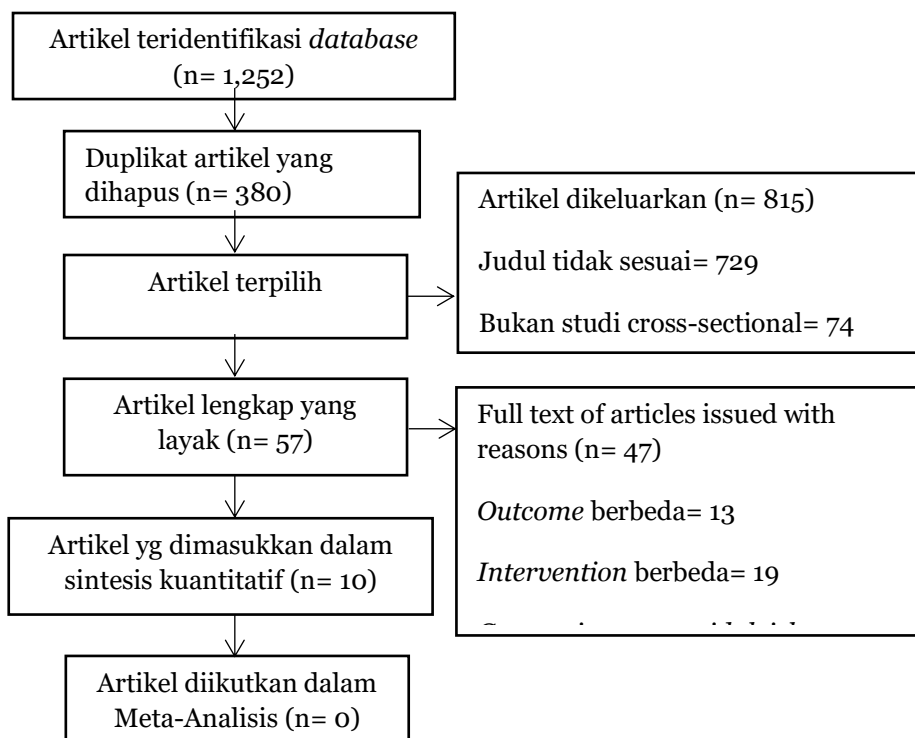 Artikel teridentifikasi database
(n= 1,252)
Duplikat artikel yang
dihapus (n= 380)
Artikel dikeluarkan (n= 815)
Judul tidak sesuai= 729
Bukan studi cross-sectional= 74
Artikel terpilih
Artikel lengkap yang
layak (n= 57)
Full text of articles issued with
reasons (n= 47)
Outcome berbeda= 13
Intervention berbeda= 19
Artikel yg dimasukkan dalam
sintesis kuantitatif (n= 10)
Artikel diikutkan dalam
Meta-Analisis (n= 0)